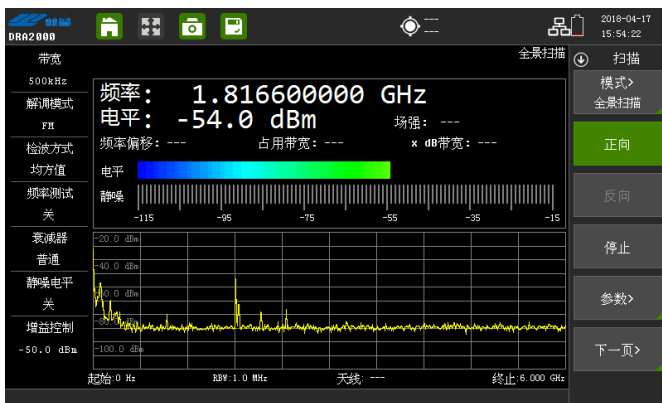 DRA2000
2018-04-17
15:54:22
带宽
500kHz
解调模式
FM
检波方式
均方值
频率测试
关
衰减器
普通
静噪电平
关
增益控制
-50.0 dBm
全景扫描
频率: 1.816600000 GHz
电平: -54.0 dBm 场强: ---
频率偏移: --- 占用带宽: --- x dB带宽: ---
电平
静噪
-115 -95 -75 -55 -35 -15
-20.0 dBm
-40.0 dBm
-60.0 dBm
-80.0 dBm
-100.0 dBm
起始:0 Hz RBW:1.0 MHz 天线: --- 终止:6.000 GHz
扫描
模式>
全景扫描
正向
反向
停止
参数>
下一页>